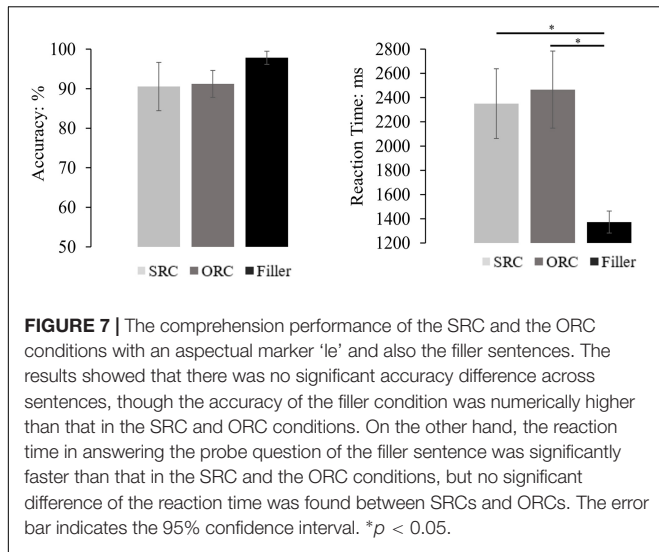 100
90
80
70
60
50
Accuracy: %
SRC ORC Filler
*
*
2800
2600
2400
2200
2000
1800
1600
1400
1200
Reaction Time: ms
SRC ORC Filler
FIGURE 7 | The comprehension performance of the SRC and the ORC
conditions with an aspectual marker ‘le’ and also the filler sentences. The
results showed that there was no significant accuracy difference across
sentences, though the accuracy of the filler condition was numerically higher
than that in the SRC and ORC conditions. On the other hand, the reaction
time in answering the probe question of the filler sentence was significantly
faster than that in the SRC and the ORC conditions, but no significant
difference of the reaction time was found between SRCs and ORCs. The error
bar indicates the 95% confidence interval. *p < 0.05.